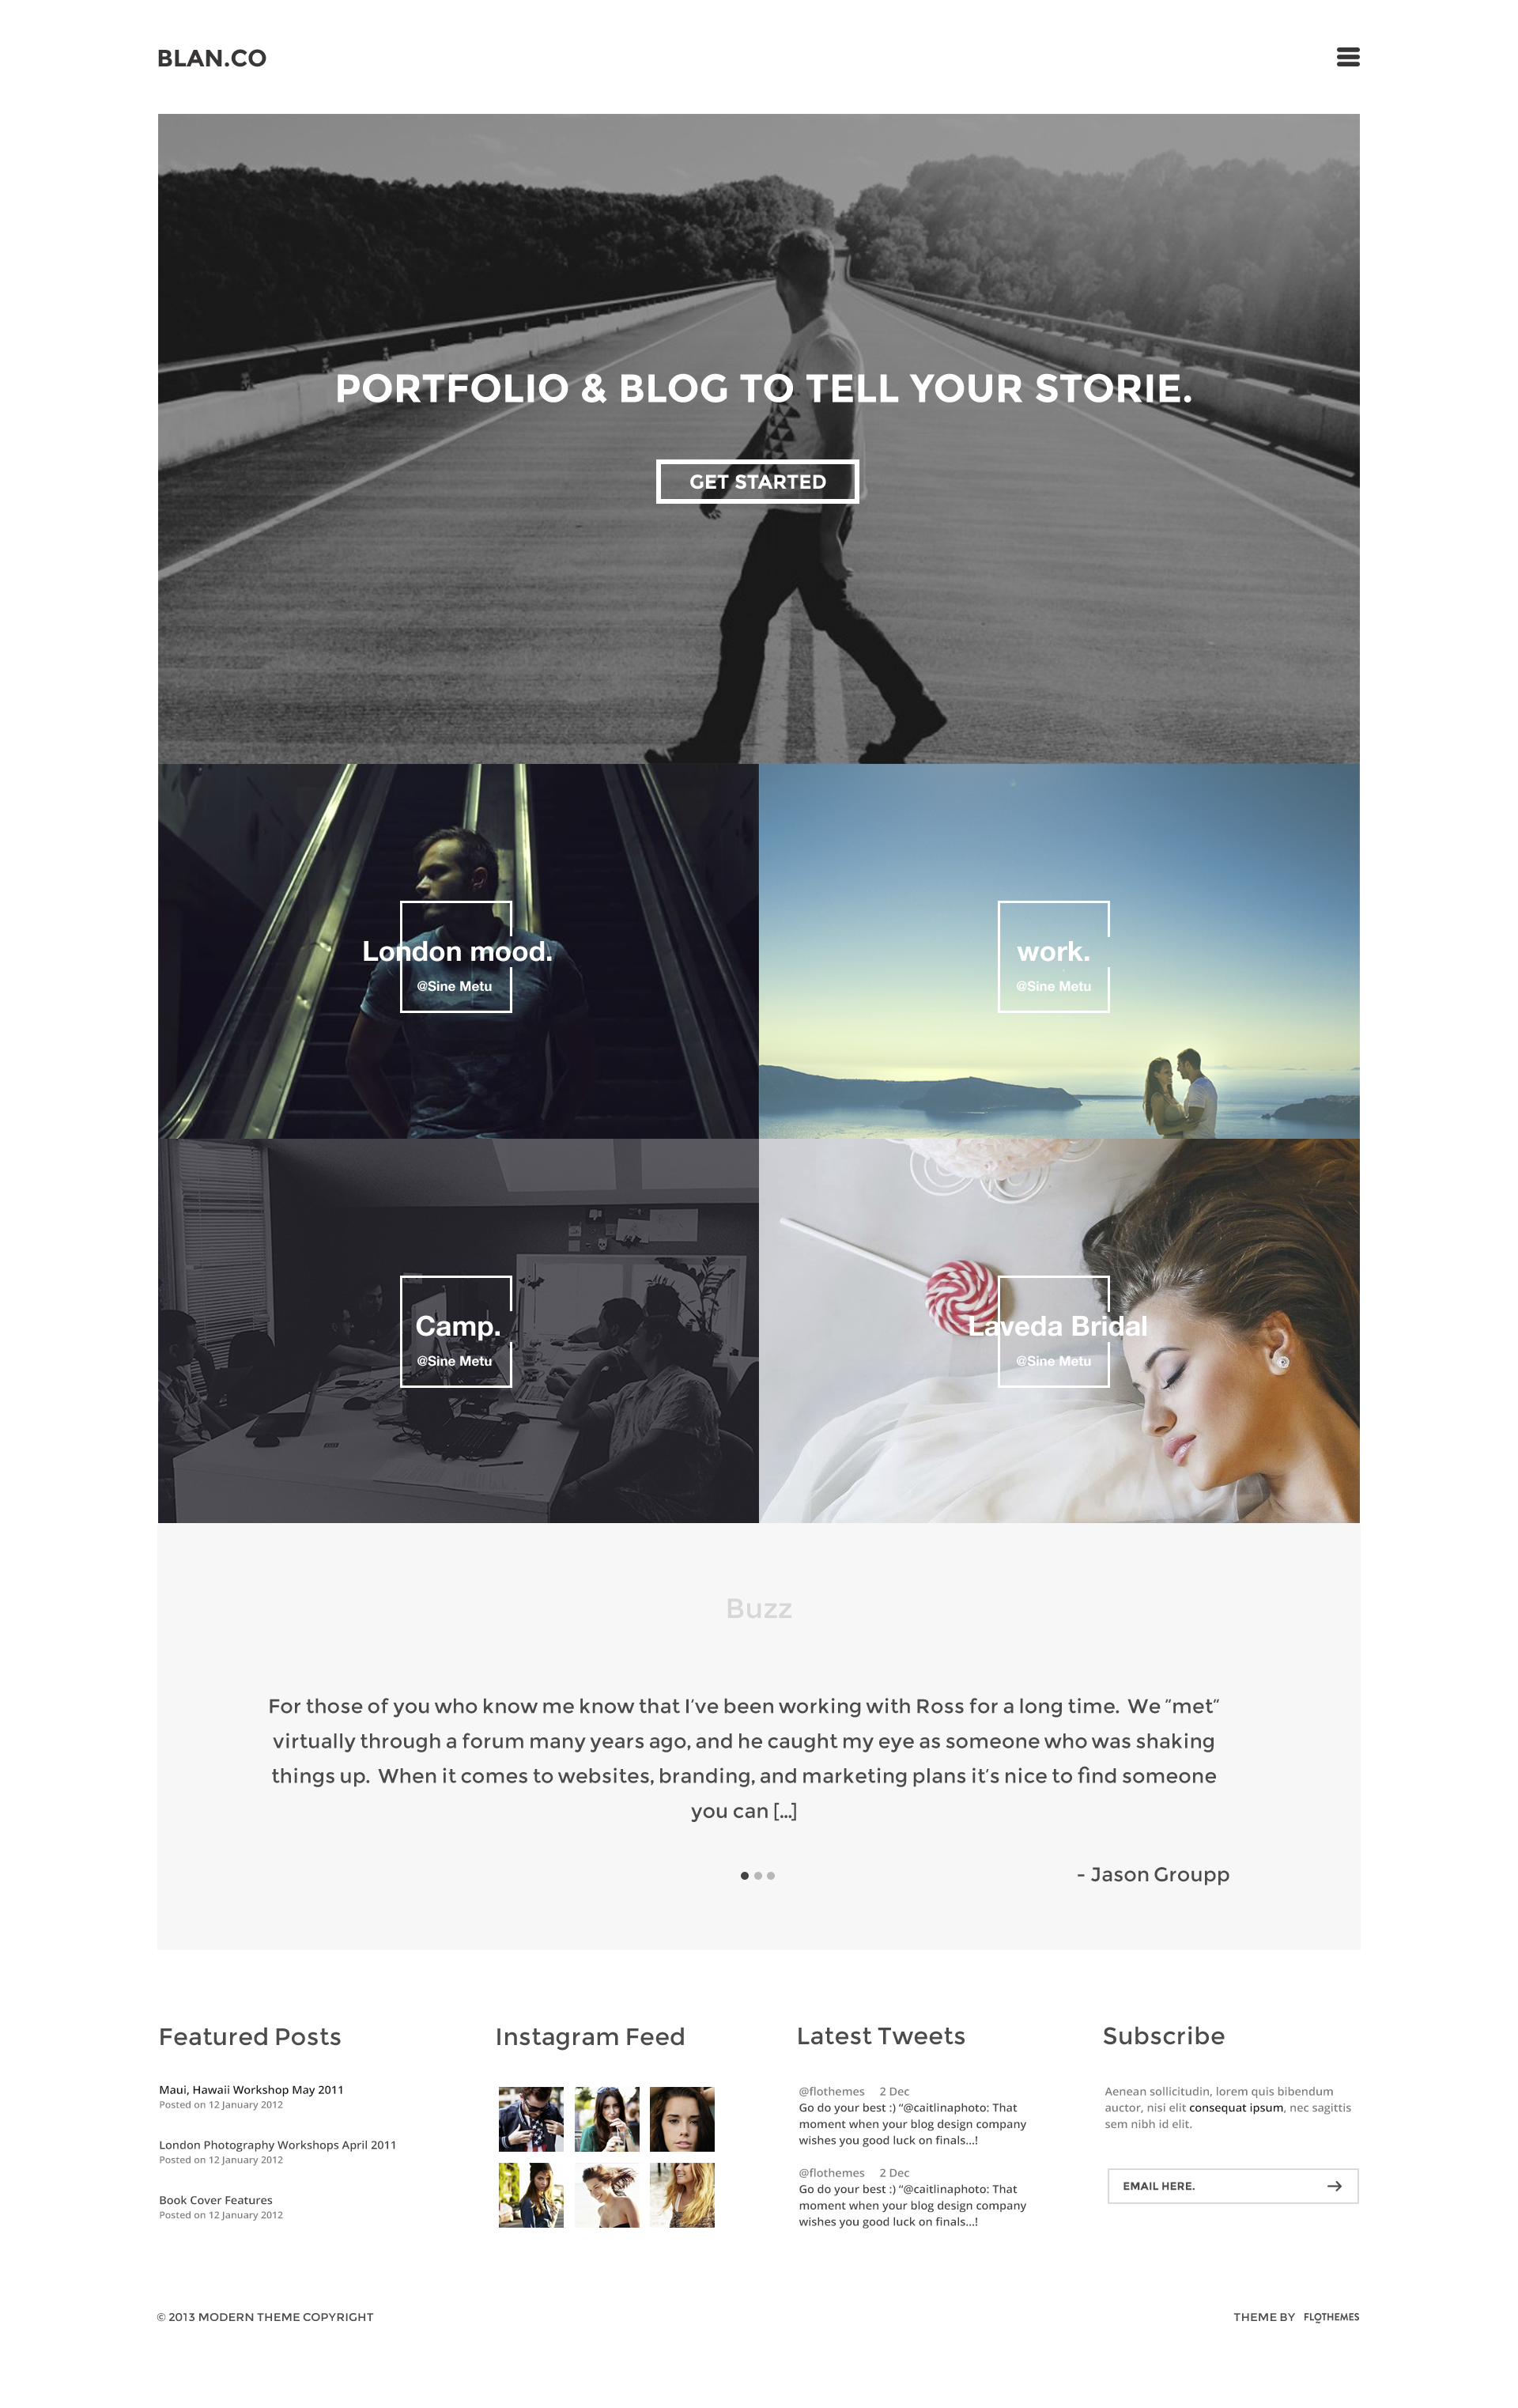 BLAN.CO
PORTFOLIO & BLOG TO TELL YOUR STORIE.
GET STARTED
London mood.
@Sine Metu
work.
@Sine Metu
Camp.
@Sine Metu
Laveda Bridal
@Sine Metu
Buzz
For those of you who know me know that I’ve been working with Ross for a long time.  We “met“
virtually through a forum many years ago, and he caught my eye as someone who was shaking
things up.  When it comes to websites, branding, and marketing plans it’s nice to find someone
you can [...]
- Jason Groupp
Featured Posts
Maui, Hawaii Workshop May 2011
Posted on 12 January 2012
London Photography Workshops April 2011
Posted on 12 January 2012
Book Cover Features
Posted on 12 January 2012
Instagram Feed
Latest Tweets
@flothemes 2 Dec
Go do your best :) “@caitlinaphoto: That
moment when your blog design company
wishes you good luck on finals...!
@flothemes 2 Dec
Go do your best :) “@caitlinaphoto: That
moment when your blog design company
wishes you good luck on finals...!
Subscribe
Aenean sollicitudin, lorem quis bibendum
auctor, nisi elit consequat ipsum, nec sagittis
sem nibh id elit.
EMAIL HERE.
© 2013 MODERN THEME COPYRIGHT
THEME BY FLOTHEMES